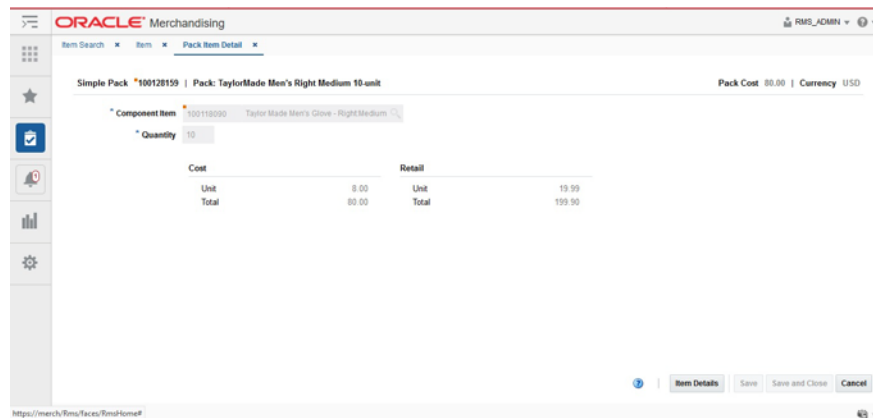 ORACLE Merchandising RMS_ADMIN
Item Search Item Pack Item Detail
Simple Pack *100128159 | Pack: TaylorMade Men's Right Medium 10-unit Pack Cost 80.00 | Currency USD
* Component Item 100118090 TaylorMade Men's Glove - Right Medium
* Quantity 10
Cost Retail
Unit 8.00 Unit 19.99
Total 80.00 Total 199.90
Item Details Save Save and Close Cancel
https://merch/Rms/faces/RmsHome#